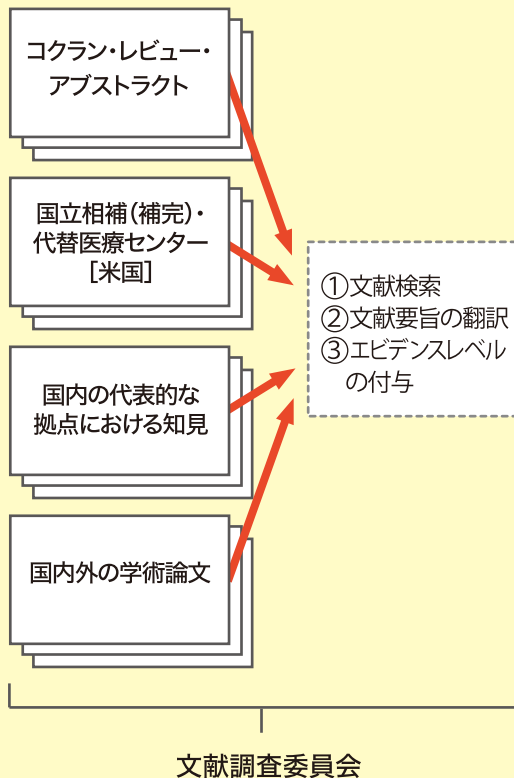 コクラン・レビュー・
アブストラクト
国立相補（補完）・
代替医療センター
［米国］
国内の代表的な
拠点における知見
国内外の学術論文
①文献検索
②文献要旨の翻訳
③エビデンスレベル
の付与
文献調査委員会